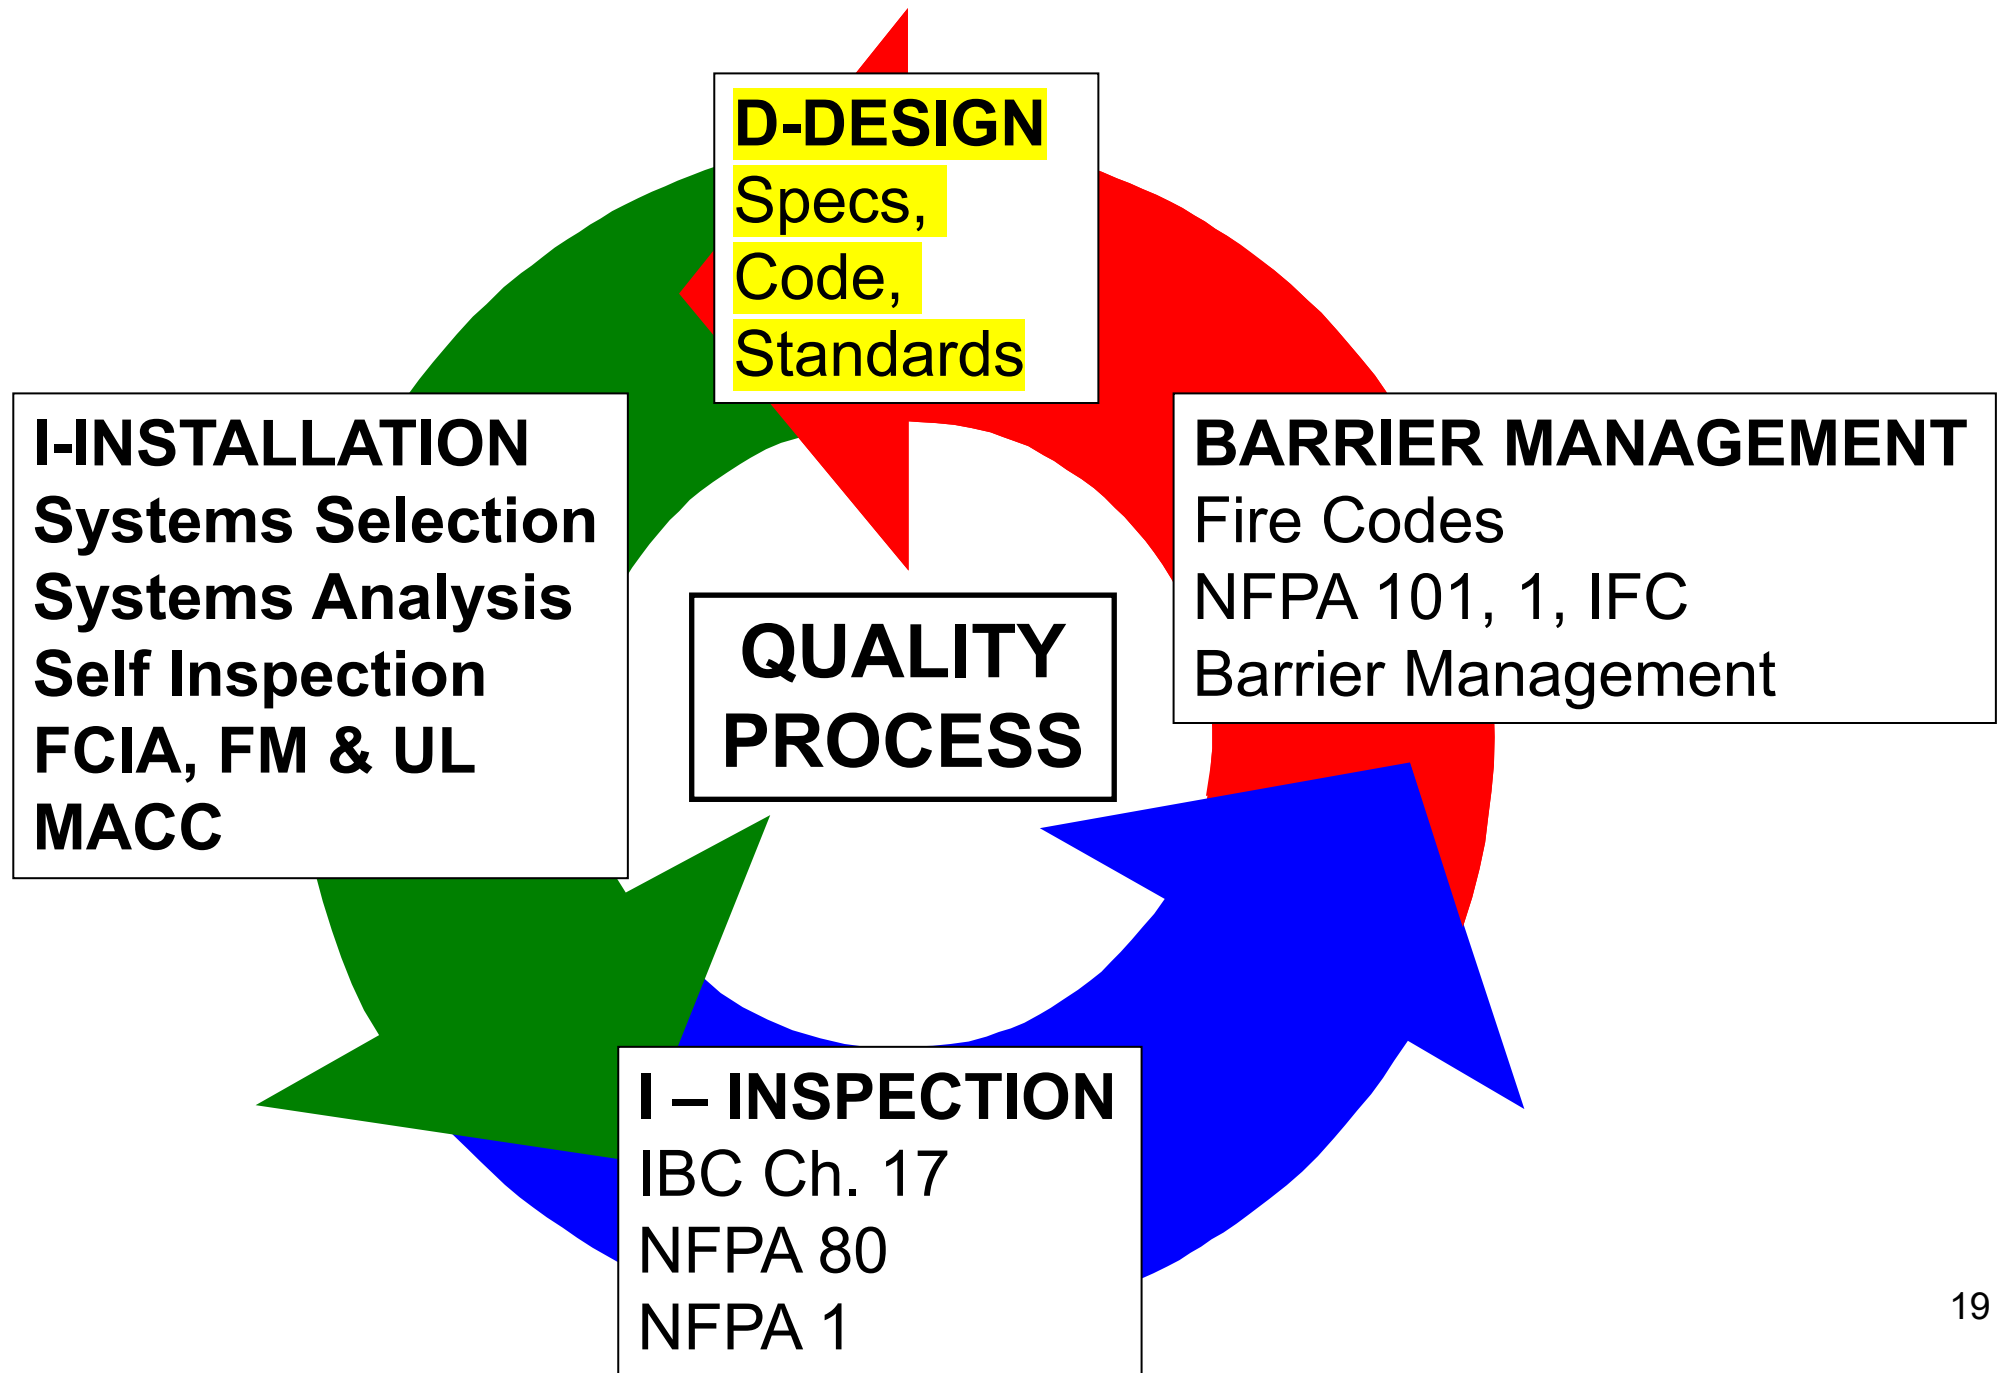 D-DESIGN
Specs,
Code,
Standards
I-INSTALLATION
Systems Selection
Systems Analysis
Self Inspection
FCIA, FM & UL
MACC
BARRIER MANAGEMENT
Fire Codes
NFPA 101, 1, IFC
Barrier Management
QUALITY
PROCESS
I – INSPECTION
IBC Ch. 17
NFPA 80
NFPA 1
19